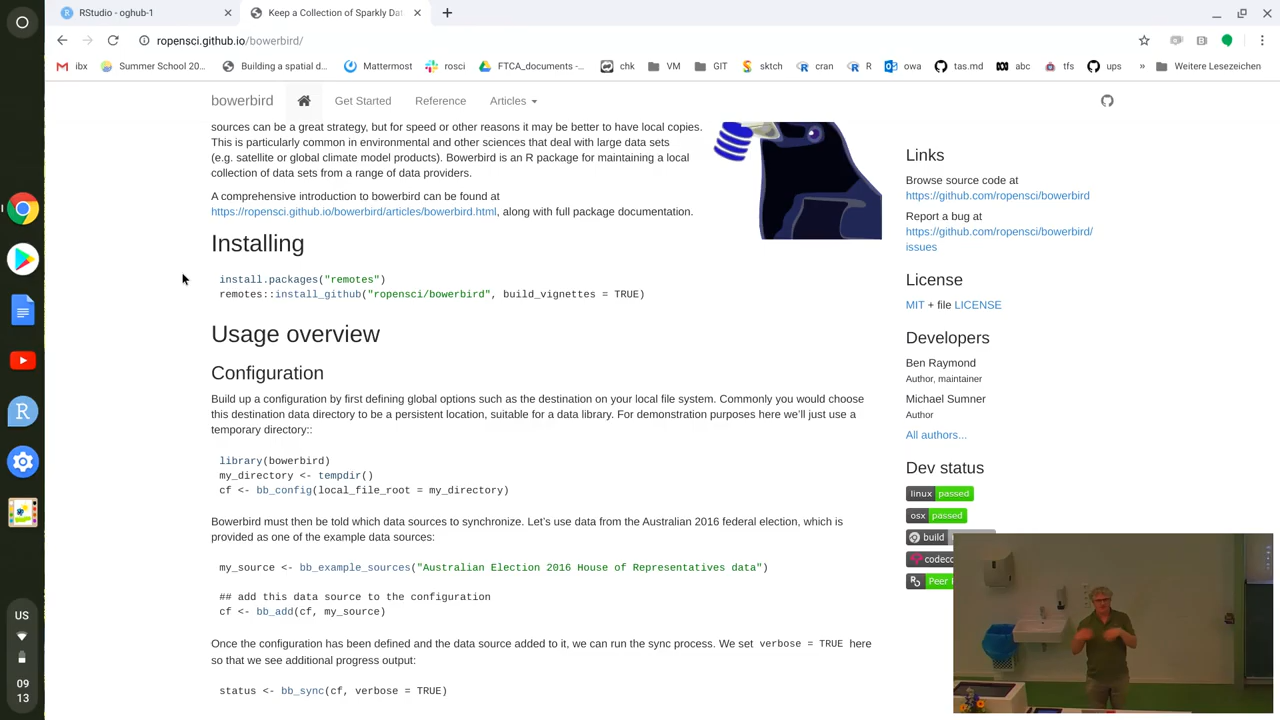 RStudio - oghub-1
Keep a Collection of Sparkly Da
ropensci.github.io/bowerbird/
ibx
Summer School 20...
Building a spatial d...
Mattermost
rosci
FTCA_documents -...
chk
VM
GIT
sktch
cran
R
owa
tas.md
abc
tfs
ups
»
Weitere Lesezeichen
bowerbird
Get Started
Reference
Articles
sources can be a great strategy, but for speed or other reasons it may be better to have local copies.
This is particularly common in environmental and other sciences that deal with large data sets
(e.g. satellite or global climate model products). Bowerbird is an R package for maintaining a local
collection of data sets from a range of data providers.
A comprehensive introduction to bowerbird can be found at
https://ropensci.github.io/bowerbird/articles/bowerbird.html, along with full package documentation.
Installing
install.packages("remotes")
remotes::install_github("ropensci/bowerbird", build_vignettes = TRUE)
Usage overview
Configuration
Build up a configuration by first defining global options such as the destination on your local file system. Commonly you would choose
this destination data directory to be a persistent location, suitable for a data library. For demonstration purposes here we'll just use a
temporary directory::
library(bowerbird)
my_directory <- tempdir()
cf <- bb_config(local_file_root = my_directory)
Bowerbird must then be told which data sources to synchronize. Let's use data from the Australian 2016 federal election, which is
provided as one of the example data sources:
my_source <- bb_example_sources("Australian Election 2016 House of Representatives data")
## add this data source to the configuration
cf <- bb_add(cf, my_source)
Once the configuration has been defined and the data source added to it, we can run the sync process. We set verbose = TRUE here
so that we see additional progress output:
status <- bb_sync(cf, verbose = TRUE)
Links
Browse source code at
https://github.com/ropensci/bowerbird
Report a bug at
https://github.com/ropensci/bowerbird/
issues
License
MIT + file LICENSE
Developers
Ben Raymond
Author, maintainer
Michael Sumner
Author
All authors...
Dev status
linux passed
osx passed
build
codeco
Peer
US
09
13